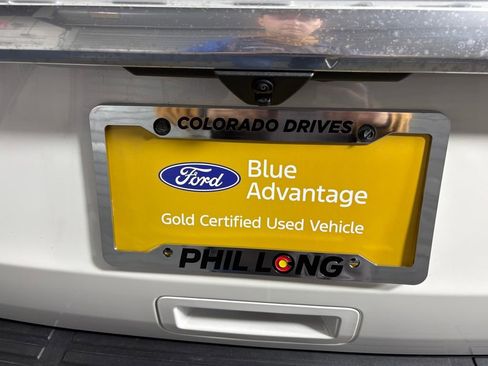 COLORADO DRIVES
Ford
Blue
Advantage
Gold Certified Used Vehicle
PHIL LONG